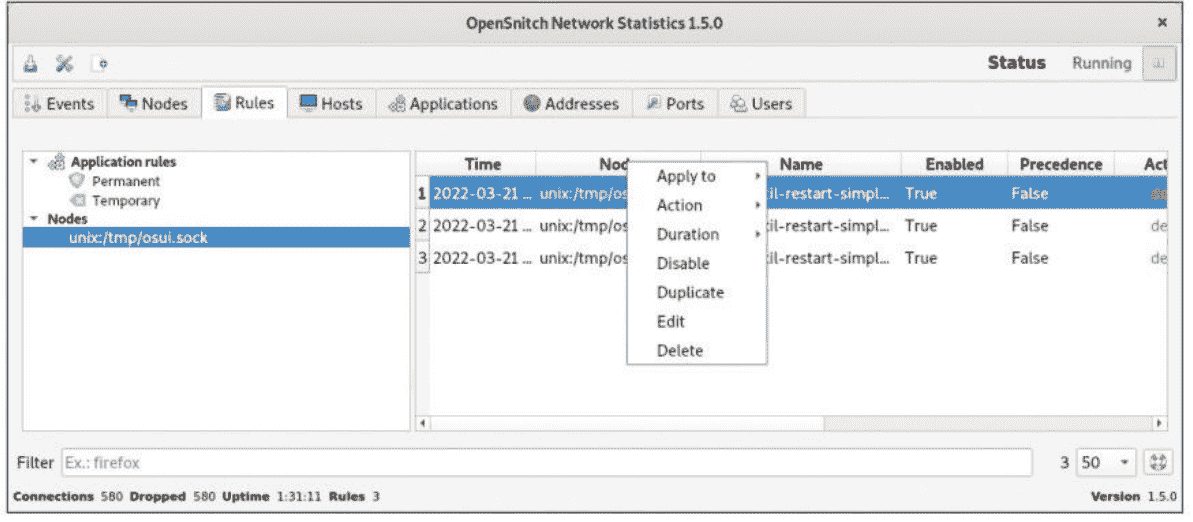 OpenSnitch Network Statistics 1.5.0 ×
Status Running
Events Nodes Rules Hosts Applications Addresses Ports Users
Application rules
Permanent
Temporary
Nodes
unix:/tmp/osui.sock
Time Nod Name Enabled Precedence Act
1 2022-03-21 ... unix:/tmp/os il-restart-simpl... True False
2 2022-03-21 ... unix:/tmp/os il-restart-simpl... True False de
3 2022-03-21 ... unix:/tmp/os il-restart-simpl... True False de
Apply to
Action
Duration
Disable
Duplicate
Edit
Delete
Filter Ex.: firefox 3 50
Connections 580 Dropped 580 Uptime 1:31:11 Rules 3 Version 1.5.0